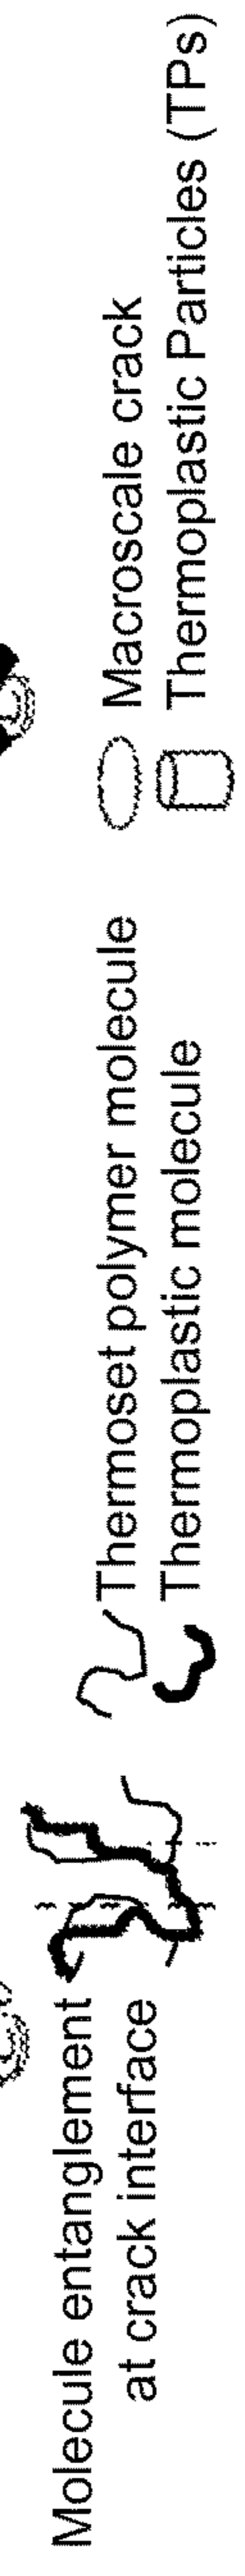 Molecule entanglement
at crack interface
Thermoset polymer molecule
Thermoplastic molecule
Macroscale crack
Thermoplastic Particles (TPs)